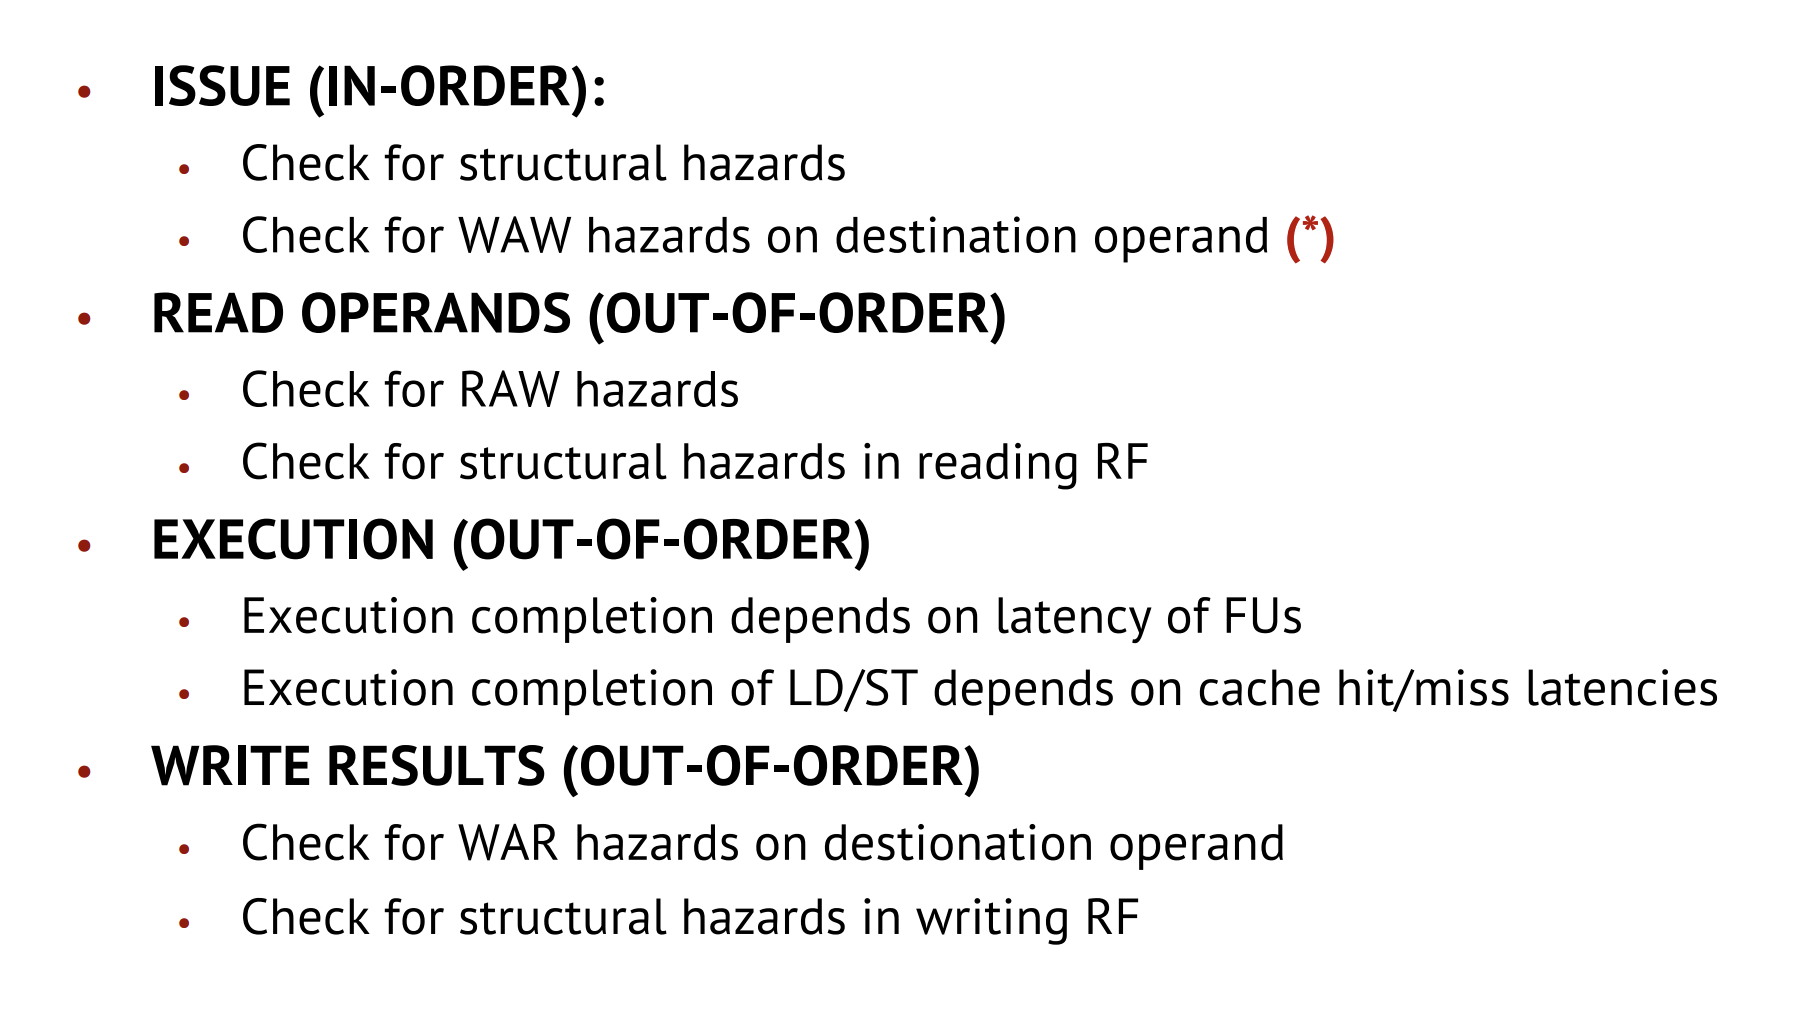 • ISSUE (IN-ORDER):
• Check for structural hazards
• Check for WAW hazards on destination operand (*)
• READ OPERANDS (OUT-OF-ORDER)
• Check for RAW hazards
• Check for structural hazards in reading RF
• EXECUTION (OUT-OF-ORDER)
• Execution completion depends on latency of FUs
• Execution completion of LD/ST depends on cache hit/miss latencies
• WRITE RESULTS (OUT-OF-ORDER)
• Check for WAR hazards on destionation operand
• Check for structural hazards in writing RF